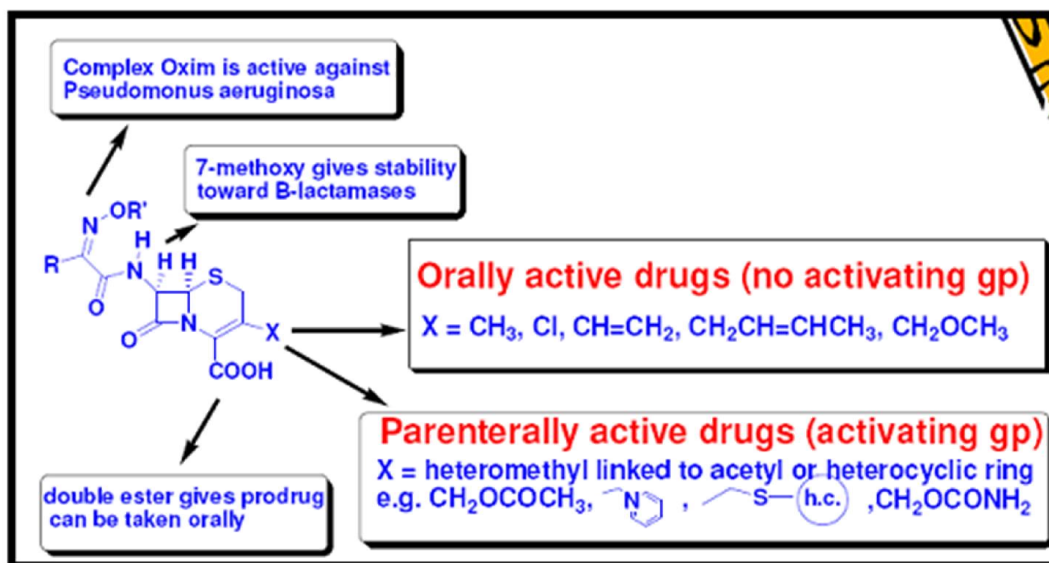 Complex Oxim is active against
Pseudomonus aeruginosa
7-methoxy gives stability
toward B-lactamases
OR'
N
H
R
N
H H
S
O
O
N
X
COOH
Orally active drugs (no activating gp)
X = CH₃, Cl, CH=CH₂, CH₂CH=CHCH₃, CH₂OCH₃
Parenterally active drugs (activating gp)
X = heteromethyl linked to acetyl or heterocyclic ring
e.g. CH₂OCOCH₃, N , S h.c. ,CH₂OCONH₂
double ester gives prodrug
can be taken orally